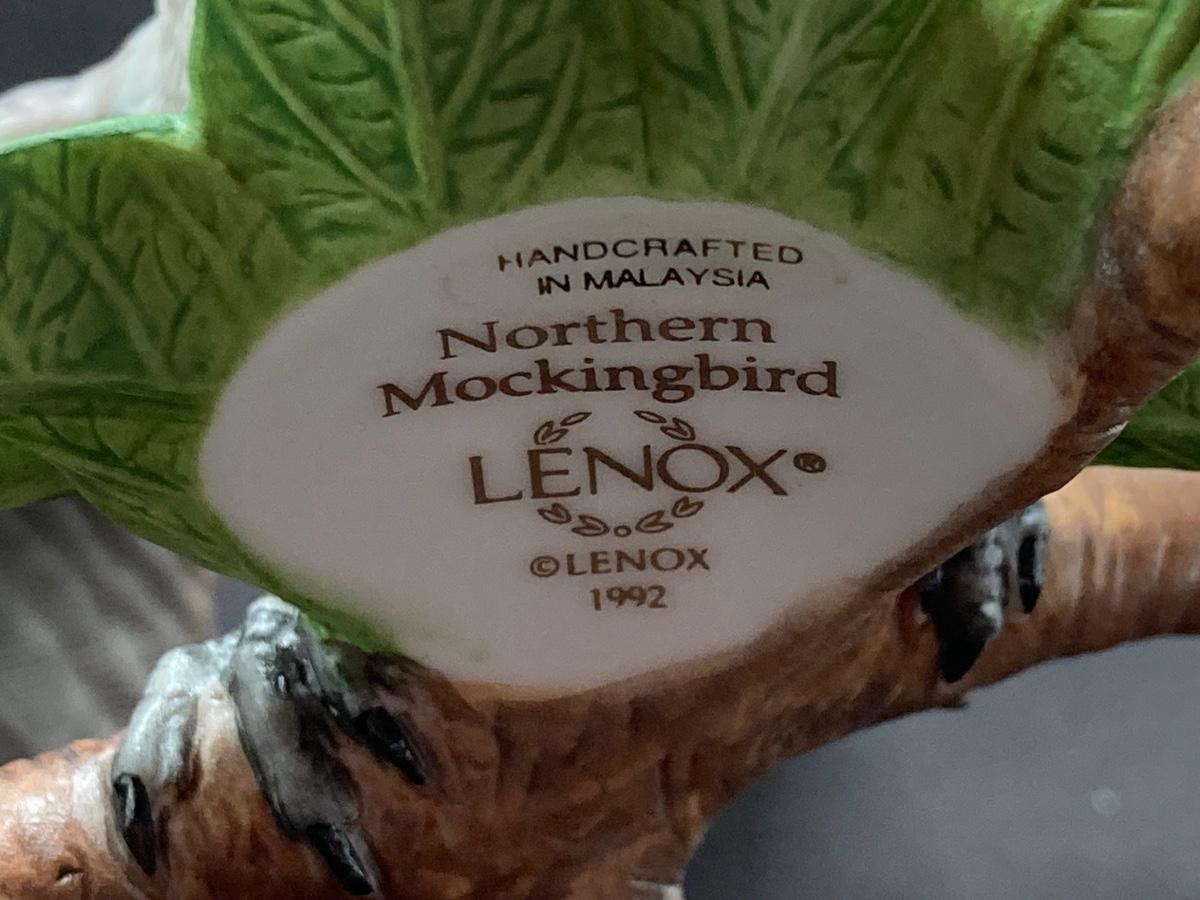 HANDCRAFTED
IN MALAYSIA
Northern
Mockingbird
LENOX®
©LENOX
1992